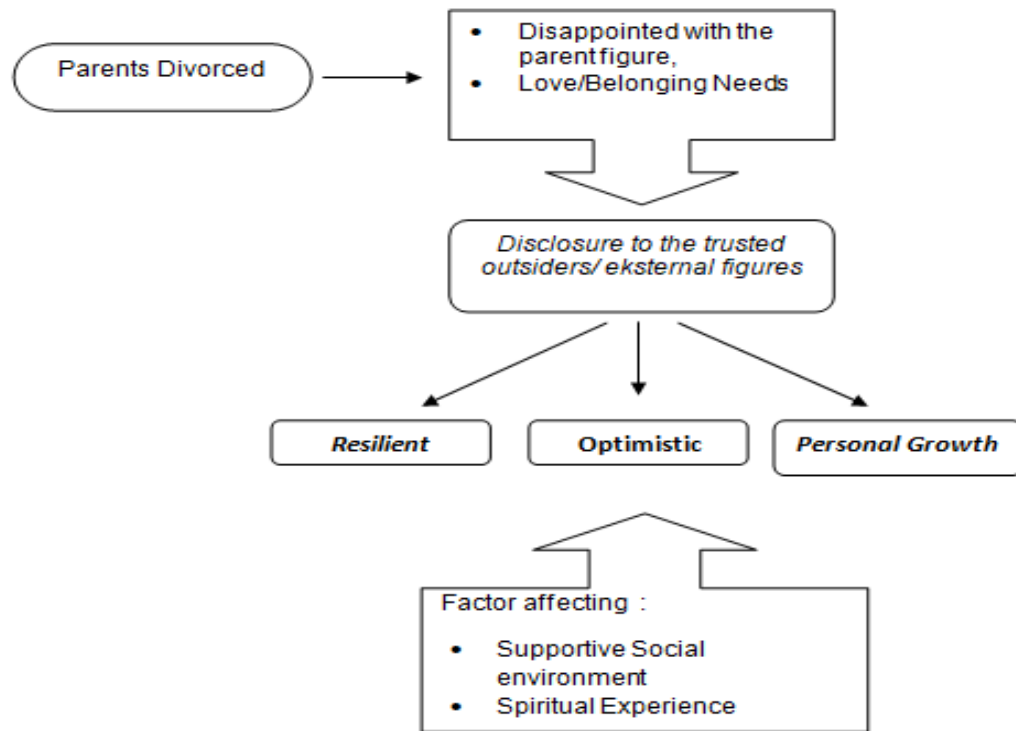 Parents Divorced
• Disappointed with the
parent figure,
• Love/Belonging Needs
Disclosure to the trusted
outsiders/ eksternal figures
Resilient
Optimistic
Personal Growth
Factor affecting :
• Supportive Social
environment
• Spiritual Experience